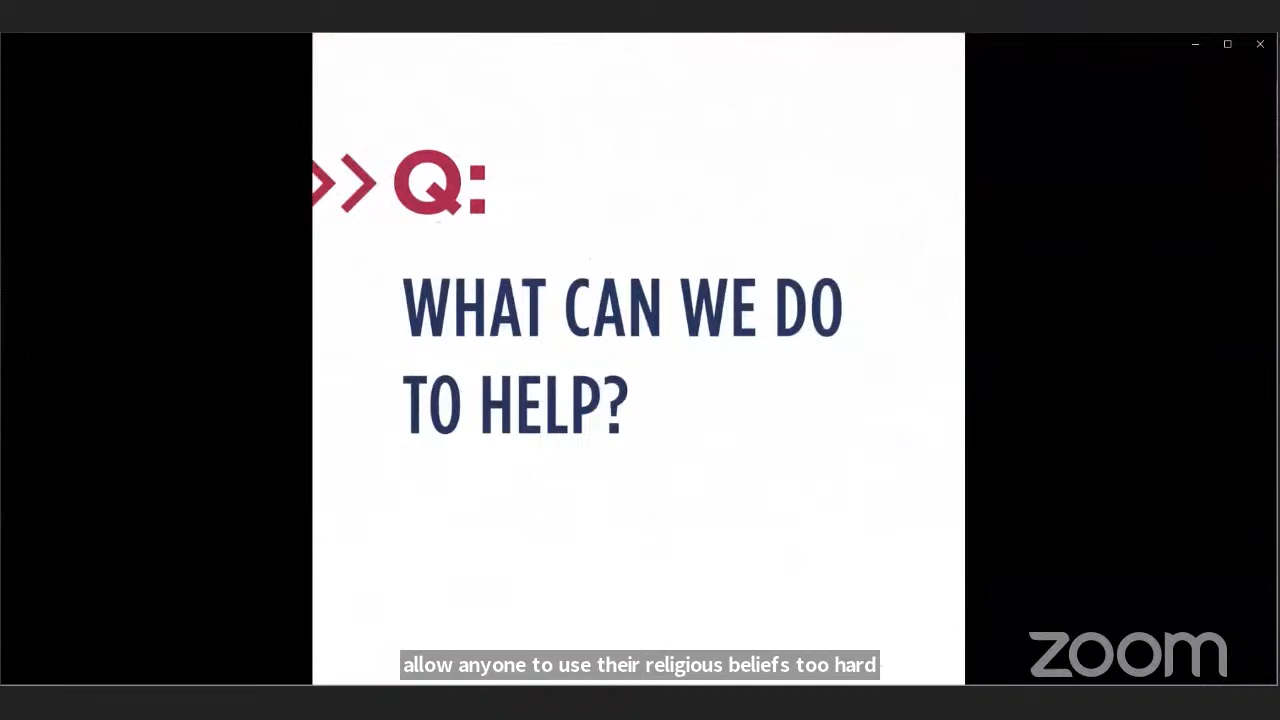 Q:
WHAT CAN WE DO
TO HELP?
allow anyone to use their religious beliefs too hard
zoom